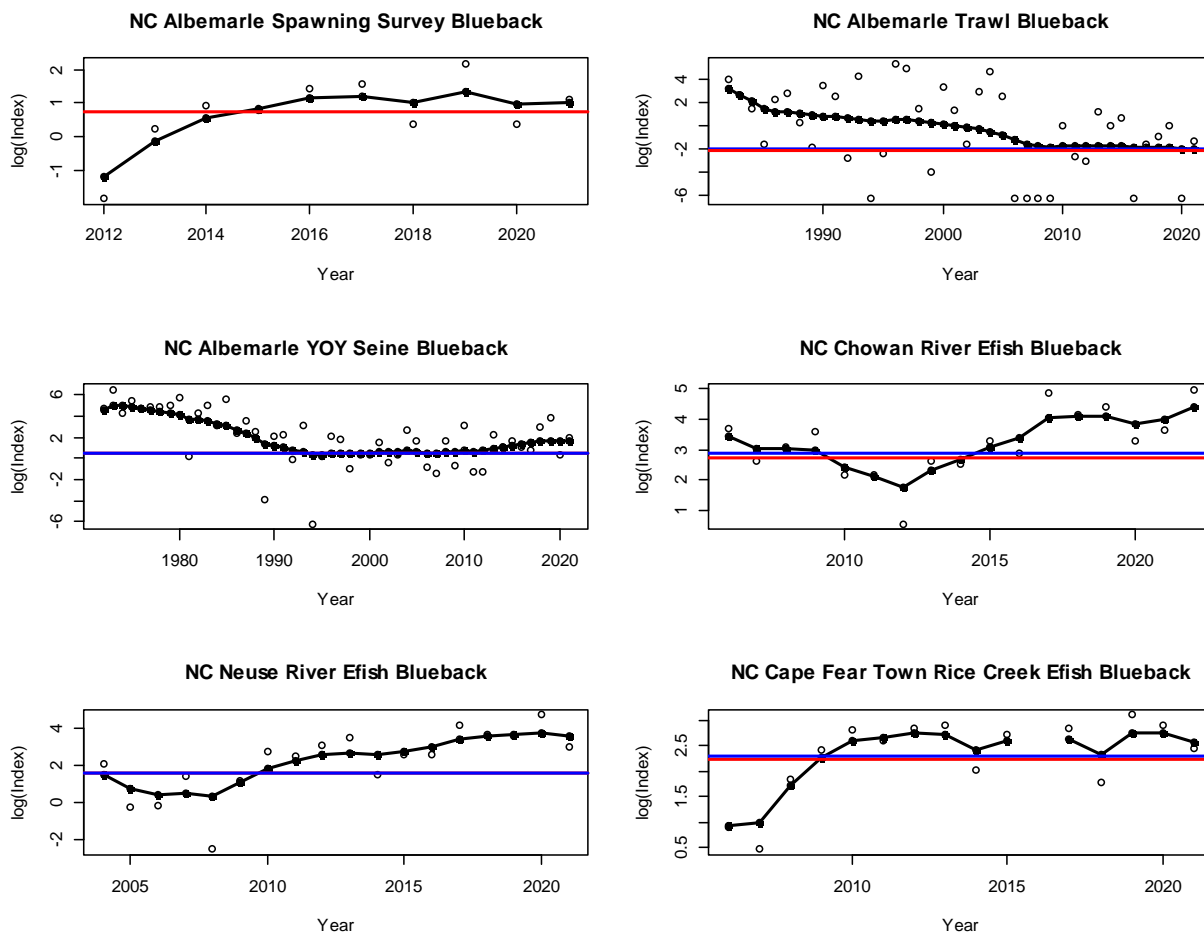 NC Albemarle Spawning Survey Blueback
log(Index)
2
1
0
-1
2012 2014 2016 2018 2020
Year
NC Albemarle Trawl Blueback
log(Index)
4
2
-2
-6
1990 2000 2010 2020
Year
NC Albemarle YOY Seine Blueback
log(Index)
6
2
-2
-6
1980 1990 2000 2010 2020
Year
NC Chowan River Efish Blueback
log(Index)
5
4
3
2
1
2010 2015 2020
Year
NC Neuse River Efish Blueback
log(Index)
4
2
0
-2
2005 2010 2015 2020
Year
NC Cape Fear Town Rice Creek Efish Blueback
log(Index)
2.5
1.5
0.5
2010 2015 2020
Year